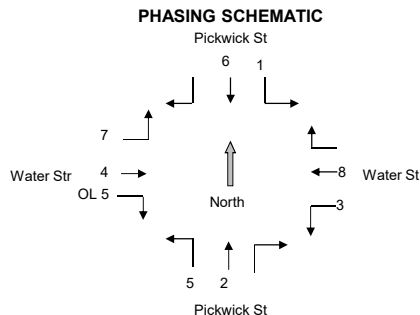 PHASING SCHEMATIC
Pickwick St
6 1
7
Water Str 4
8 Water St
OL 5
North
3
5 2
Pickwick St